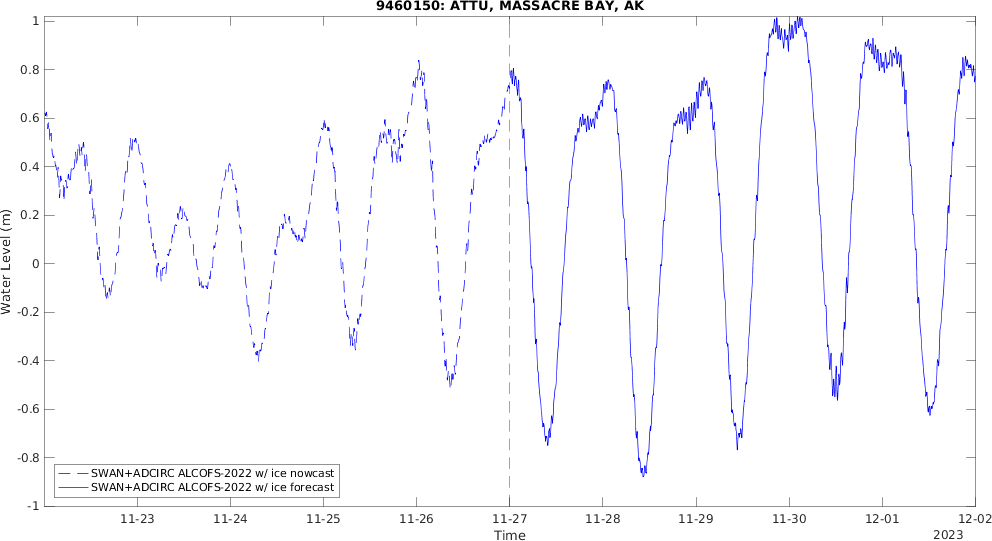 9460150: ATTU, MASSACRE BAY, AK
1
0.8
0.6
0.4
0.2
0
-0.2
-0.4
-0.6
-0.8
-1
Water Level (m)
SWAN+ADCIRC ALCOFS-2022 w/ ice nowcast
SWAN+ADCIRC ALCOFS-2022 w/ ice forecast
11-23 11-24 11-25 11-26 11-27 11-28 11-29 11-30 12-01 12-02
Time
2023